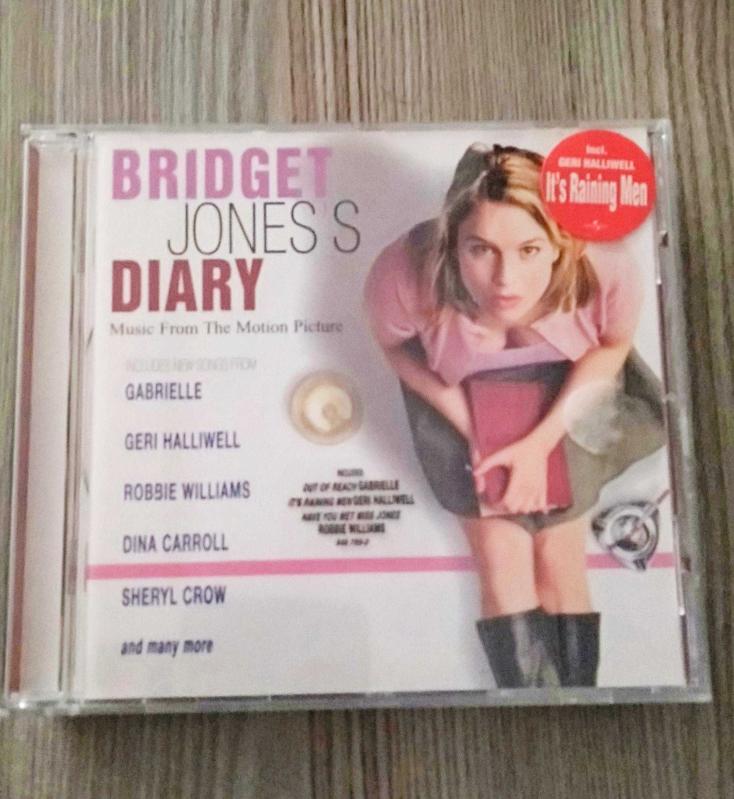 BRIDGET
JONES'S
DIARY
Music From The Motion Picture
INCLUDES NEW SONGS FROM
GABRIELLE
GERI HALLIWELL
ROBBIE WILLIAMS
DINA CARROLL
SHERYL CROW
and many more
incl.
GERI HALLIWELL
It's Raining Men
INCLUDES
OUT OF REACH GABRIELLE
IT'S RAINING MEN GERI HALLIWELL
HAVE YOU MET MISS JONES
ROBBIE WILLIAMS